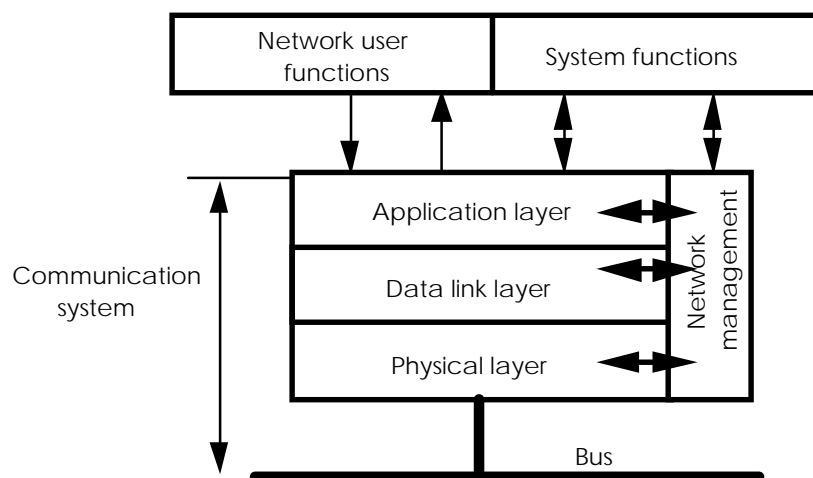 Network user
functions
System functions
Application layer
Network
management
Communication
system
Data link layer
Physical layer
Bus